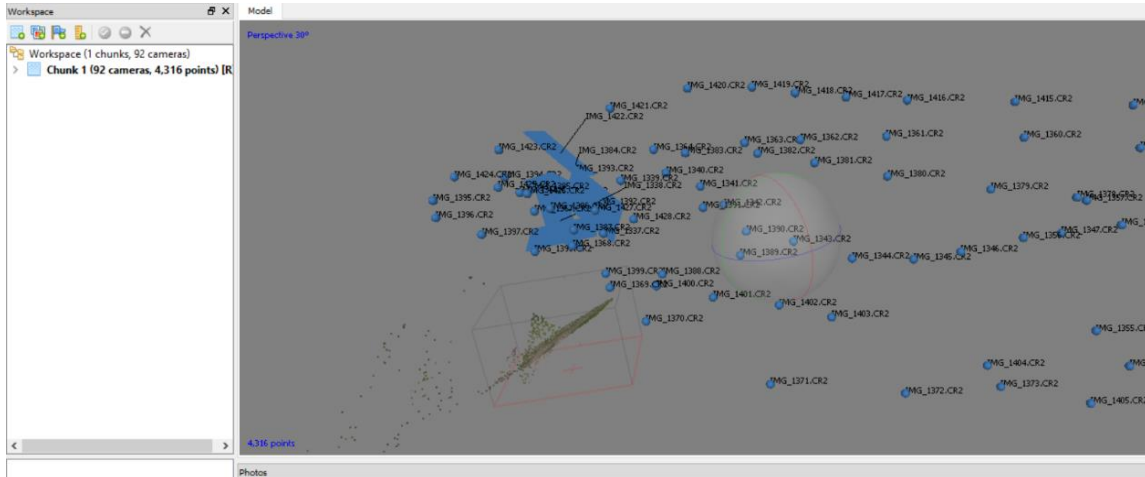 Workspace
Model
Workspace (1 chunks, 92 cameras)
Chunk 1 (92 cameras, 4,316 points) [R
Perspective 30°
IMG_1420.CR2
IMG_1419.CR2
IMG_1418.CR2
IMG_1417.CR2
IMG_1416.CR2
IMG_1415.CR2
IMG_1421.CR2
IMG_1422.CR2
IMG_1363.CR2
IMG_1362.CR2
IMG_1361.CR2
IMG_1360.CR2
IMG_1423.CR2
IMG_1384.CR2
IMG_1383.CR2
IMG_1382.CR2
IMG_1381.CR2
IMG_1393.CR2
IMG_1340.CR2
IMG_1380.CR2
IMG_1339.CR2
IMG_1338.CR2
IMG_1341.CR2
IMG_1379.CR2
IMG_1395.CR2
IMG_1342.CR2
IMG_1427.CR2
IMG_1396.CR2
IMG_1428.CR2
IMG_1397.CR2
IMG_1337.CR2
IMG_1390.CR2
IMG_1343.CR2
IMG_1347.CR2
IMG_1368.CR2
IMG_1389.CR2
IMG_1344.CR2
IMG_1345.CR2
IMG_1346.CR2
IMG_1388.CR2
IMG_1400.CR2
IMG_1401.CR2
IMG_1402.CR2
IMG_1403.CR2
IMG_1370.CR2
IMG_1404.CR2
IMG_1371.CR2
IMG_1372.CR2
IMG_1373.CR2
4,316 points
Photos